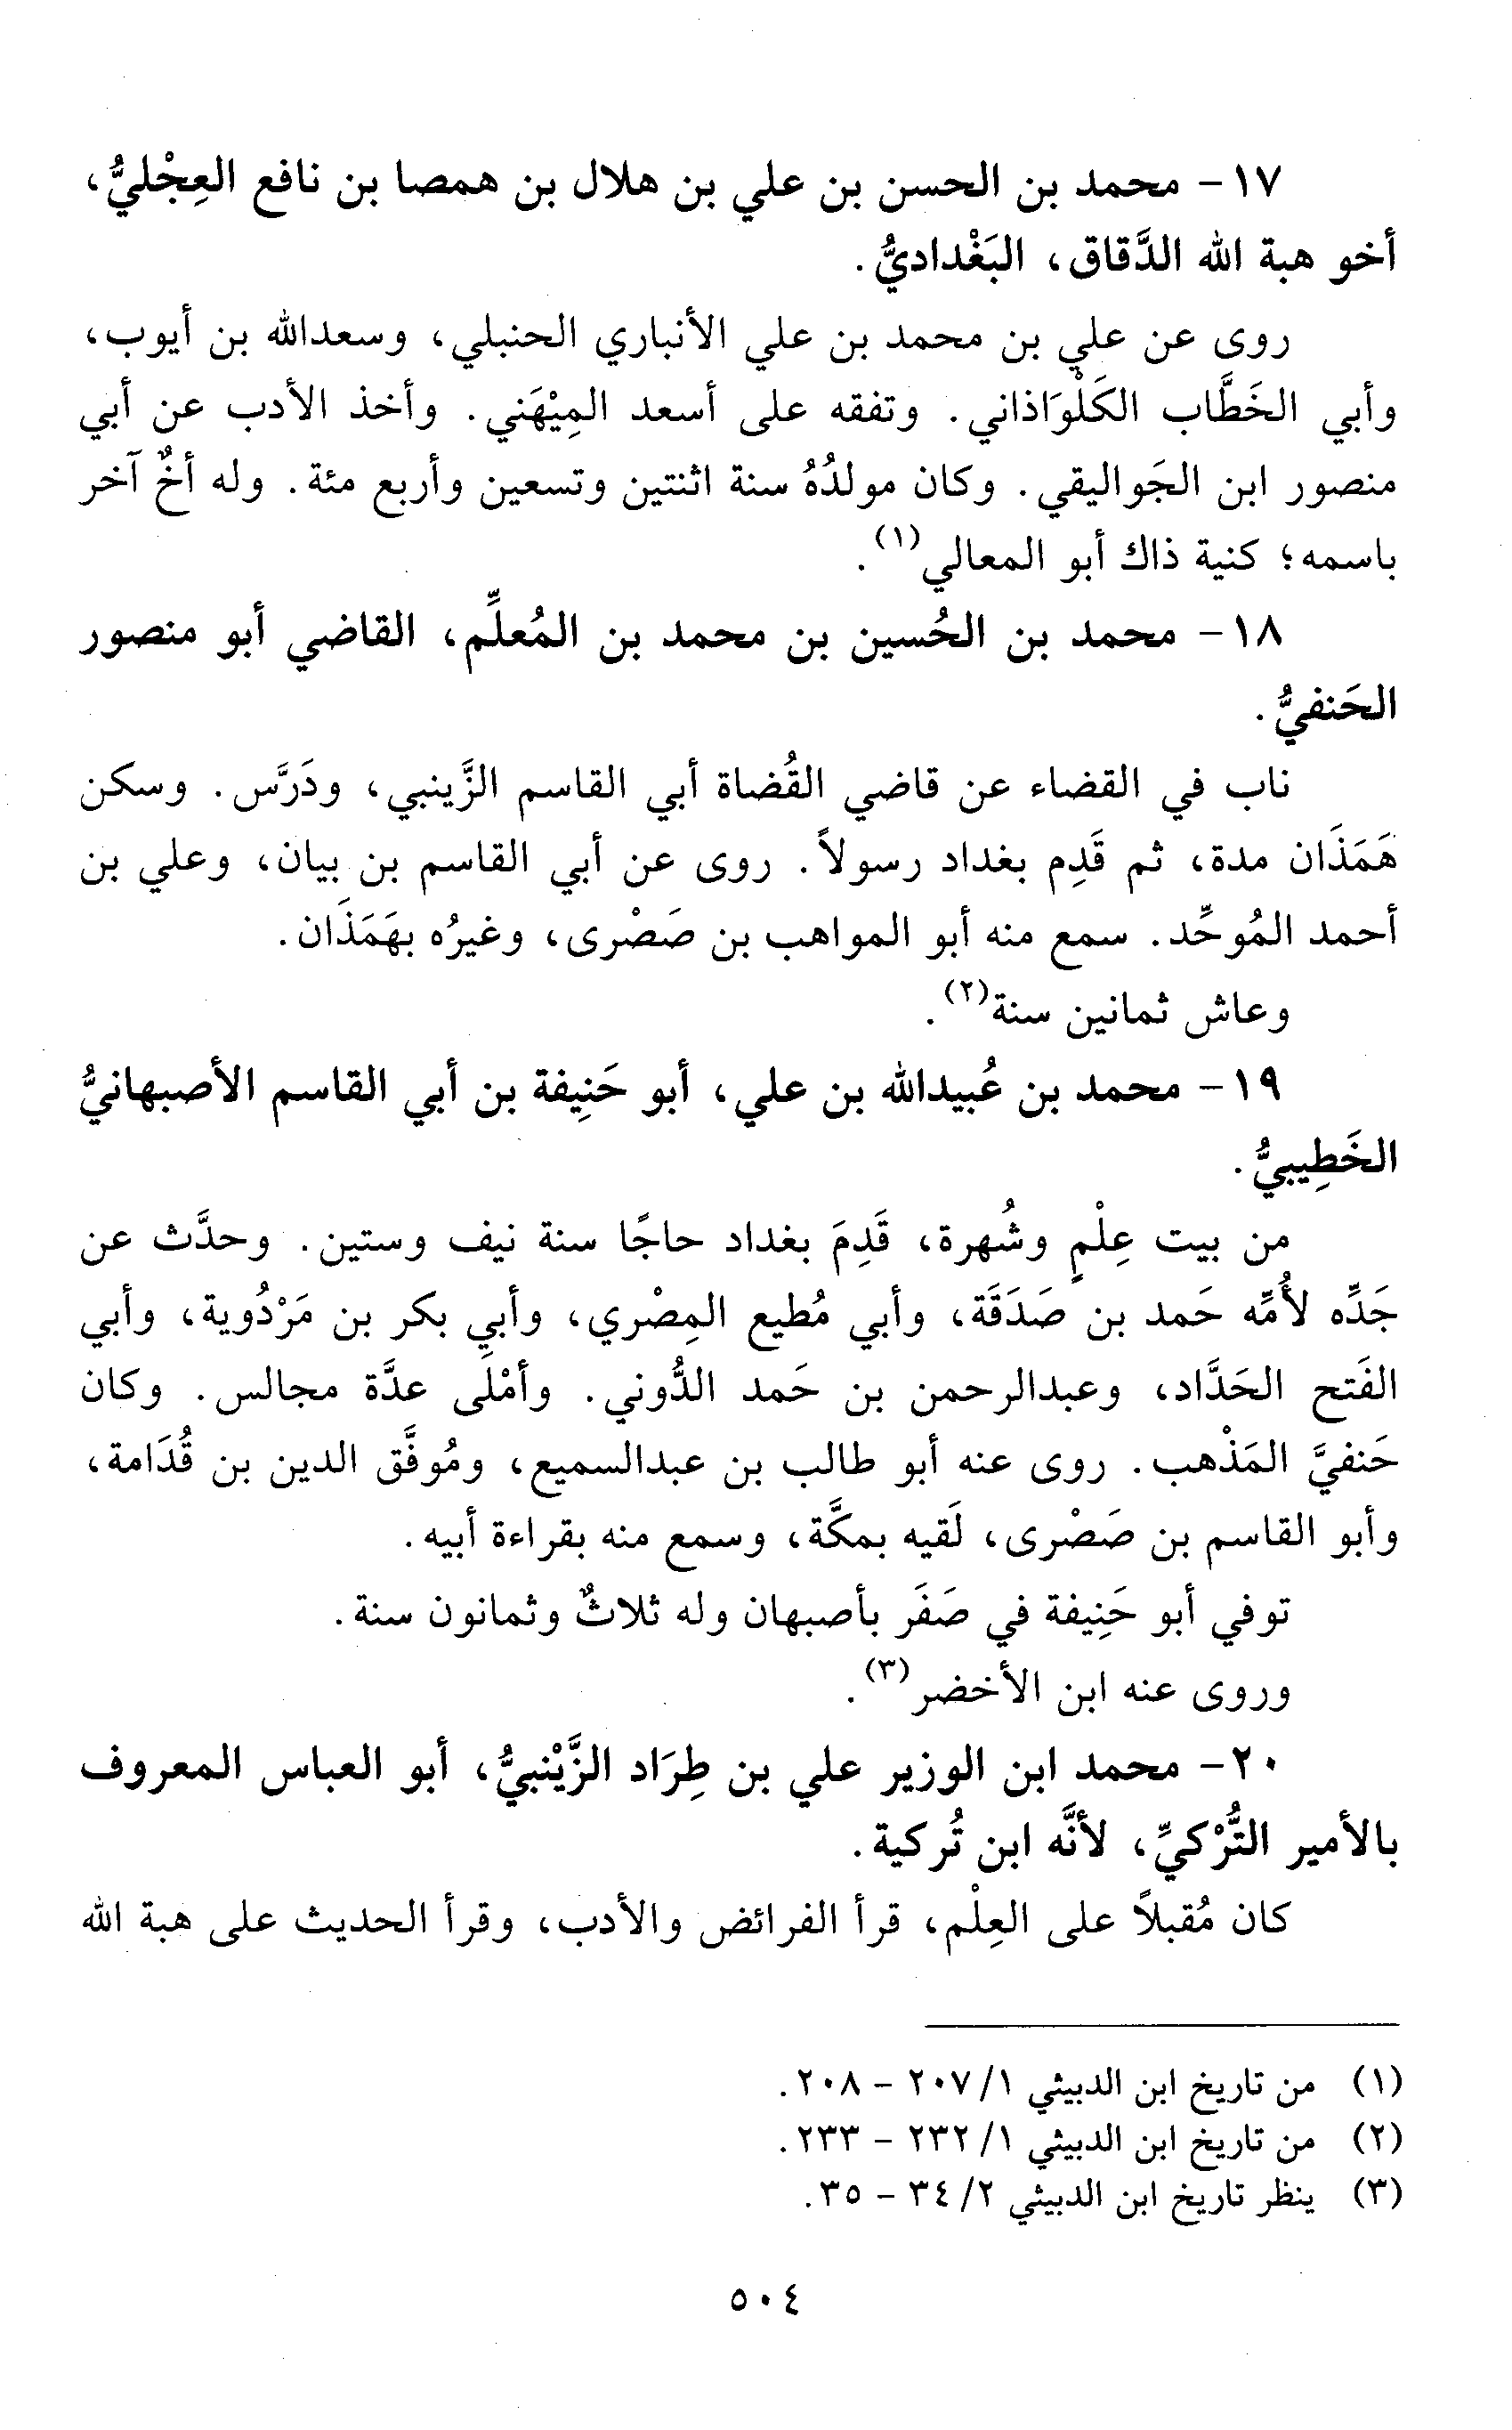 ١٧ - محمد بن الحسن بن علي بن هلال بن همصا بن نافع العِجْليُّ،
أخو هبة الله الدَّقاق، البَغْداديُّ.
روى عن علي بن محمد بن علي الأنباري الحنبلي، وسعدالله بن أيوب،
وأبي الخَطَّاب الكَلْوَاذاني. وتفقه على أسعد المِيْهَني. وأخذ الأدب عن أبي
منصور ابن الجَواليقي. وكان مولدُهُ سنة اثنتين وتسعين وأربع مئة. وله أخٌ آخر
باسمه؛ كنية ذاك أبو المعالي(١).
١٨ - محمد بن الحُسين بن محمد بن المُعلِّم، القاضي أبو منصور
الحَنفيُّ.
ناب في القضاء عن قاضي القُضاة أبي القاسم الزَّينبي، ودَرَّس. وسكن
هَمَذَان مدة، ثم قَدِم بغداد رسولاً. روى عن أبي القاسم بن بيان، وعلي بن
أحمد المُوحِّد. سمع منه أبو المواهب بن صَصْرى، وغيرُه بهَمَذَان.
وعاش ثمانين سنة(٢).
١٩ - محمد بن عُبيدالله بن علي، أبو حَنِيفة بن أبي القاسم الأصبهانيُّ
الخَطِيبيُّ.
من بيت عِلْمٍ وشُهرة، قَدِمَ بغداد حاجًا سنة نيف وستين. وحدَّث عن
جَدِّه لأُمِّه حَمد بن صَدَقَة، وأبي مُطيع المِصْري، وأبي بكر بن مَرْدُوية، وأبي
الفَتح الحَدَّاد، وعبدالرحمن بن حَمد الدُّوني. وأمْلَى عدَّة مجالس. وكان
حَنفيَّ المَذْهب. روى عنه أبو طالب بن عبدالسميع، ومُوفَّق الدين بن قُدَامة،
وأبو القاسم بن صَصْرى، لَقيه بمكَّة، وسمع منه بقراءة أبيه.
توفي أبو حَنِيفة في صَفَر بأصبهان وله ثلاثٌ وثمانون سنة.
وروى عنه ابن الأخضر(٣).
٢٠ - محمد ابن الوزير علي بن طِرَاد الزَّيْنبيُّ، أبو العباس المعروف
بالأمير التُّرْكيِّ، لأنَّه ابن تُركية.
كان مُقبلاً على العِلْم، قرأ الفرائض والأدب، وقرأ الحديث على هبة الله
(١) من تاريخ ابن الدبيثي ١/ ٢٠٧ - ٢٠٨.
(٢) من تاريخ ابن الدبيثي ١/ ٢٣٢ - ٢٣٣.
(٣) ينظر تاريخ ابن الدبيثي ٢/ ٣٤ - ٣٥.
٥٠٤